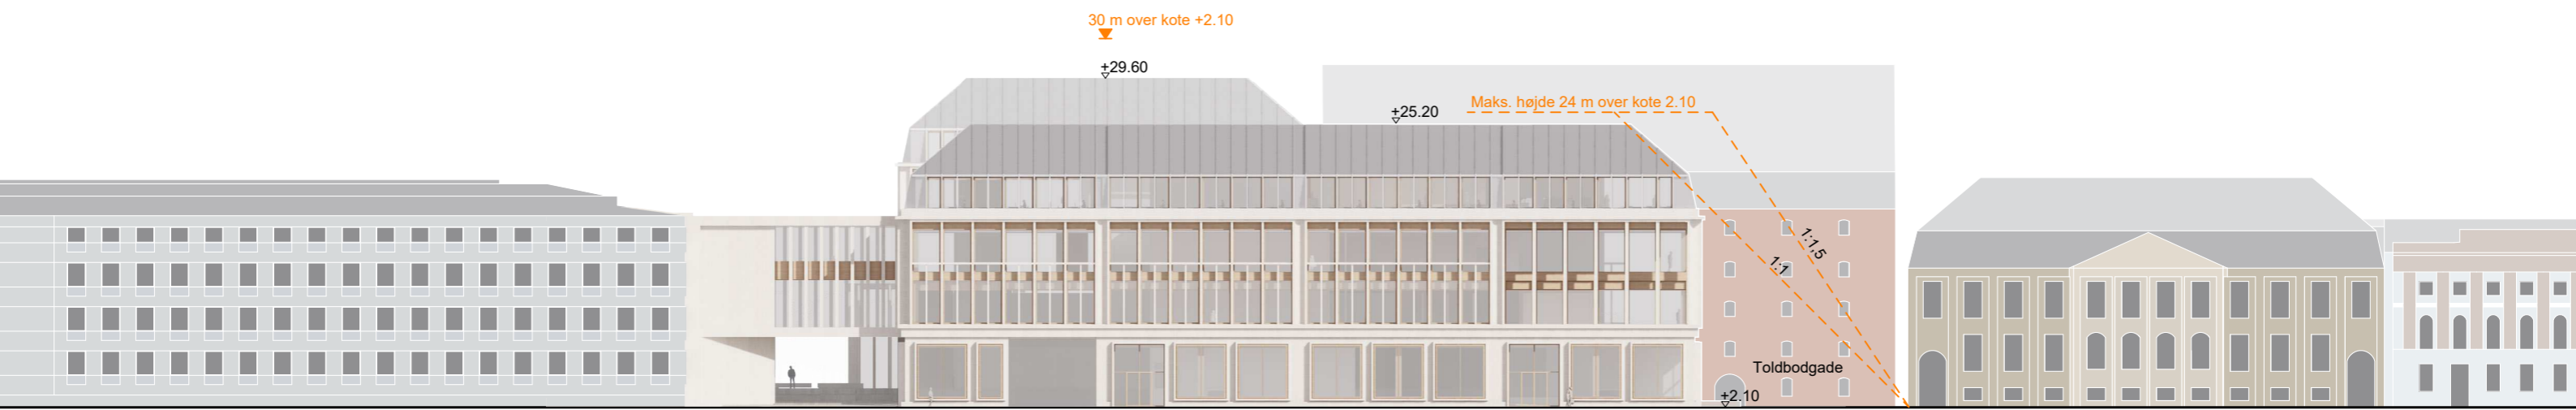 30 m over kote +2.10
+29.60
Maks. højde 24 m over kote 2.10
+25.20
1:1,5
1:1
Toldbodgade
+2.10